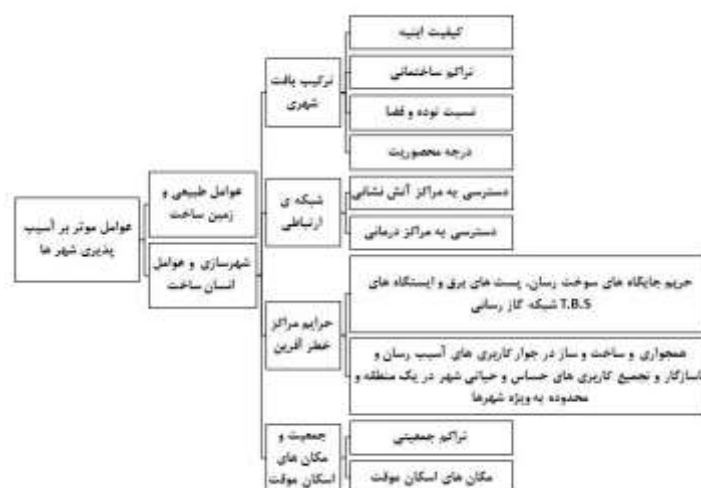 عوامل موثر بر آسیب
پذیری شهر ها
عوامل طبیعی و
زمین ساخت
شهرسازی و عوامل
انسان ساخت
ترکیب بافت
شهری
کیفیت ابنیه
تراکم ساختمانی
نسبت توده و فضا
درجه محصوریت
شبکه ی
ارتباطی
دسترسی به مراکز آتش نشانی
دسترسی به مراکز درمانی
حرایم مراکز
خطر آفرین
حریم جایگاه های سوخت رسان، پست های برق و ایستگاه های
T.B.S شبکه گاز رسانی
همجواری و ساخت و ساز در جوار کاربری های آسیب رسان و
ناسازگار و تجمیع کاربری های حساس و حیاتی شهر در یک منطقه و
محدوده به ویژه شهرها
جمعیت و
مکان های
اسکان موقت
تراکم جمعیتی
مکان های اسکان موقت